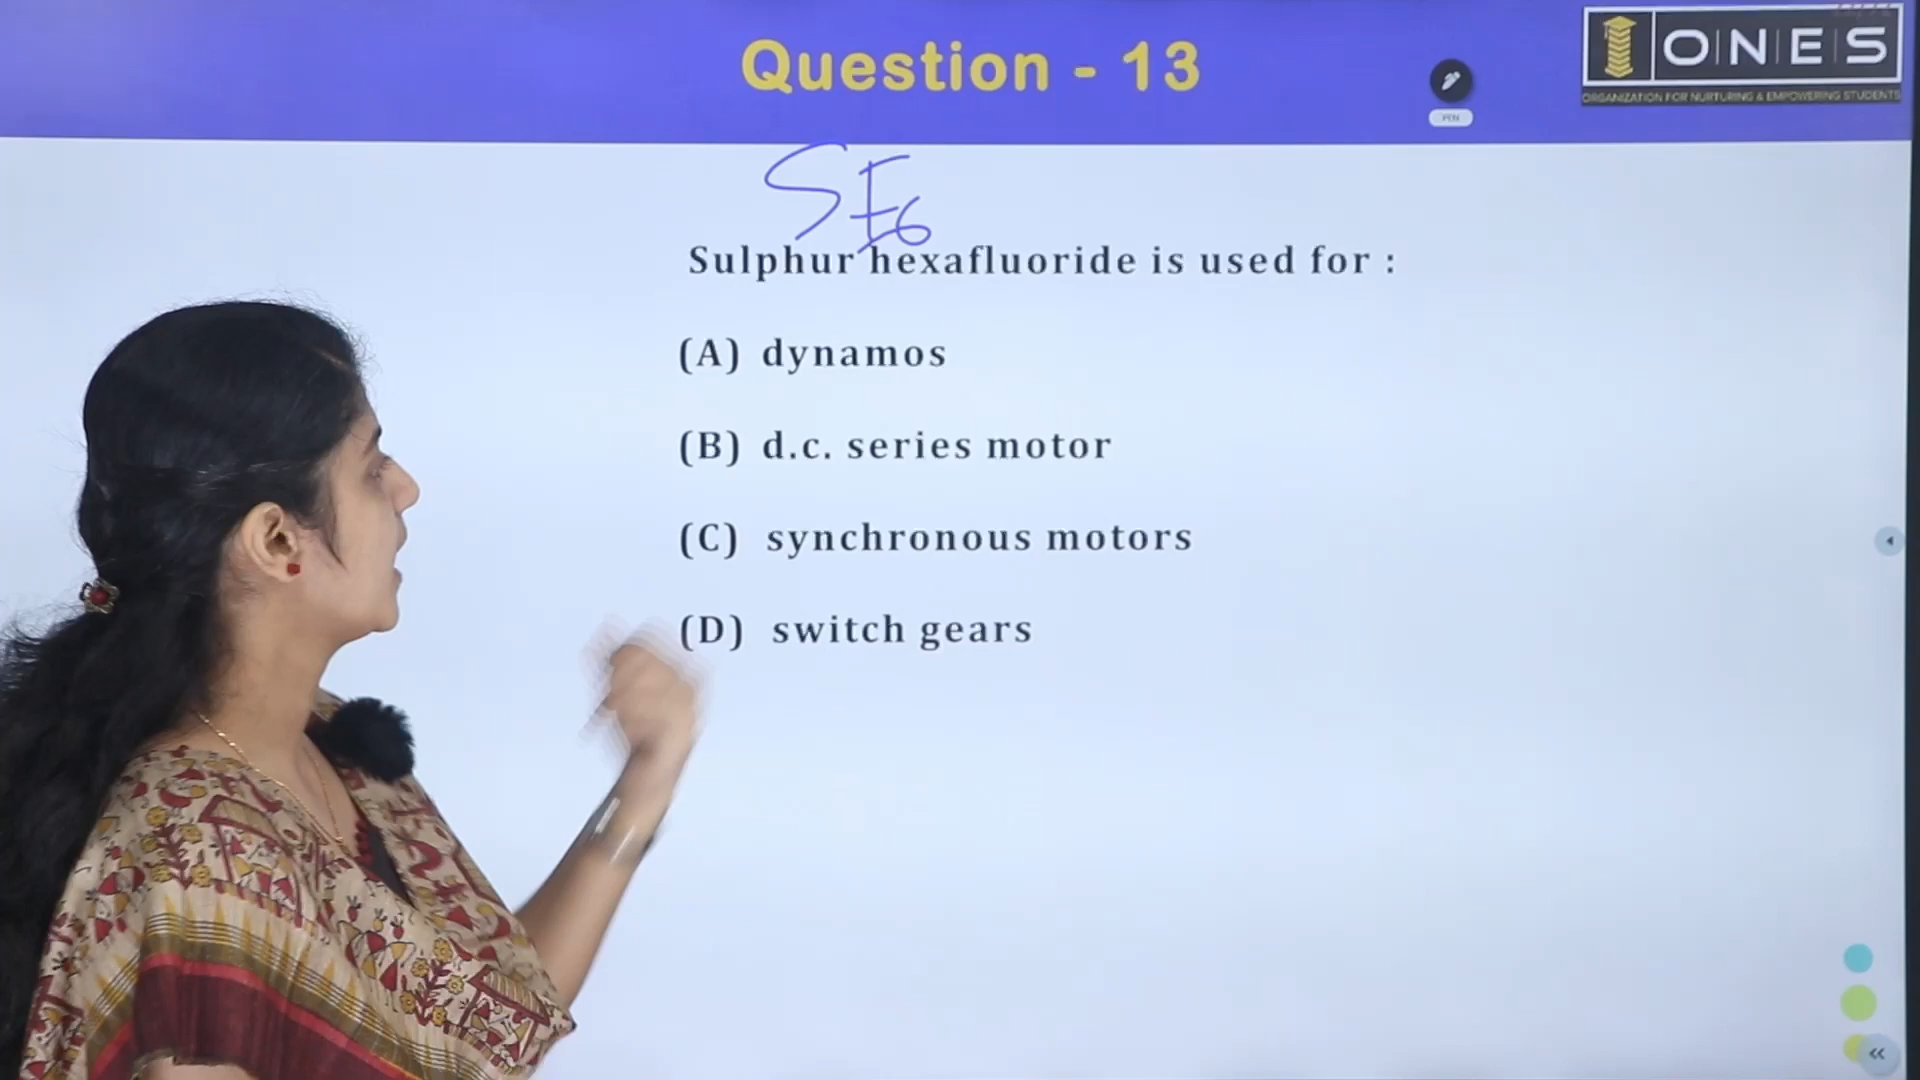 Question - 13
O|N|E|S
ORGANIZATION FOR NURTURING & EMPOWERING STUDENTS
PEN
SF6
Sulphur hexafluoride is used for :
(A) dynamos
(B) d.c. series motor
(C) synchronous motors
(D) switch gears